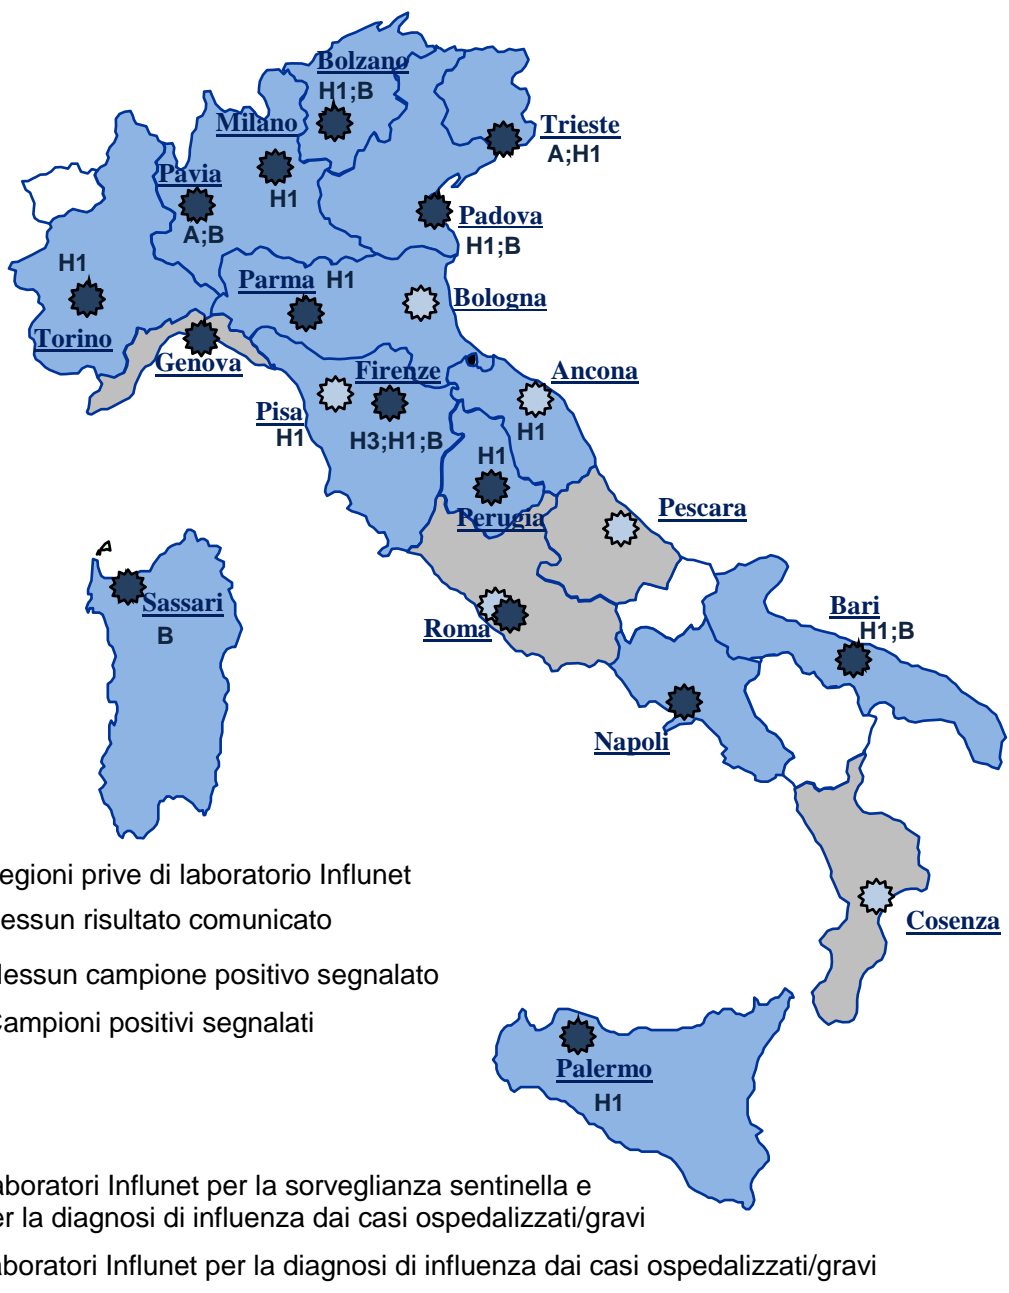 Bolzano
H1;B
Milano
H1
Trieste
A;H1
Pavia
A;B
Padova
H1;B
H1
Torino
Parma H1
Bologna
Genova
Firenze
H3;H1;B
Pisa
H1
Ancona
H1
H1
Perugia
Pescara
Roma
Sassari
B
Bari
H1;B
Napoli
Cosenza
Palermo
H1
egioni prive di laboratorio Influnet
essun risultato comunicato
lessun campione positivo segnalato
Campioni positivi segnalati
aboratori Influnet per la sorveglianza sentinella e
er la diagnosi di influenza dai casi ospedalizzati/gravi
aboratori Influnet per la diagnosi di influenza dai casi ospedalizzati/gravi